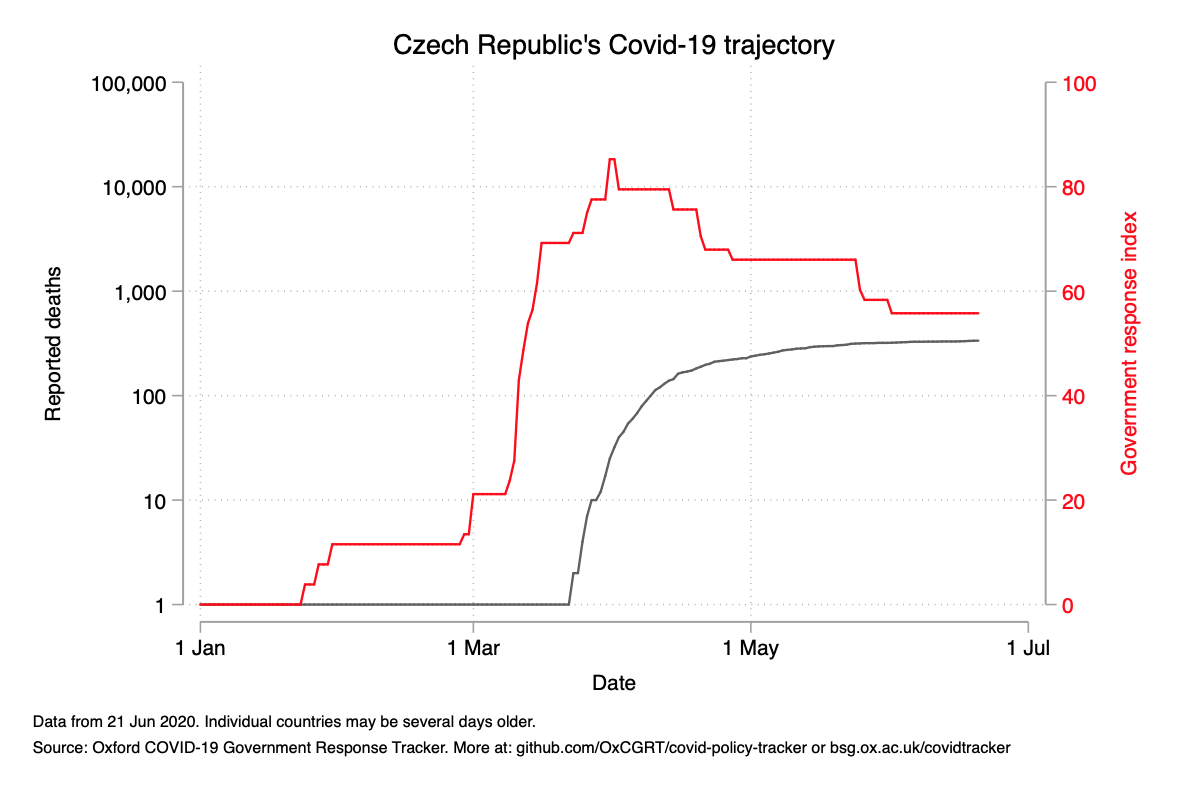 Czech Republic's Covid-19 trajectory
100,000
10,000
1,000
100
10
1
Reported deaths
100
80
60
40
20
0
Government response index
1 Jan
1 Mar
1 May
1 Jul
Date
Data from 21 Jun 2020. Individual countries may be several days older.
Source: Oxford COVID-19 Government Response Tracker. More at: github.com/OxCGRT/covid-policy-tracker or bsg.ox.ac.uk/covidtracker